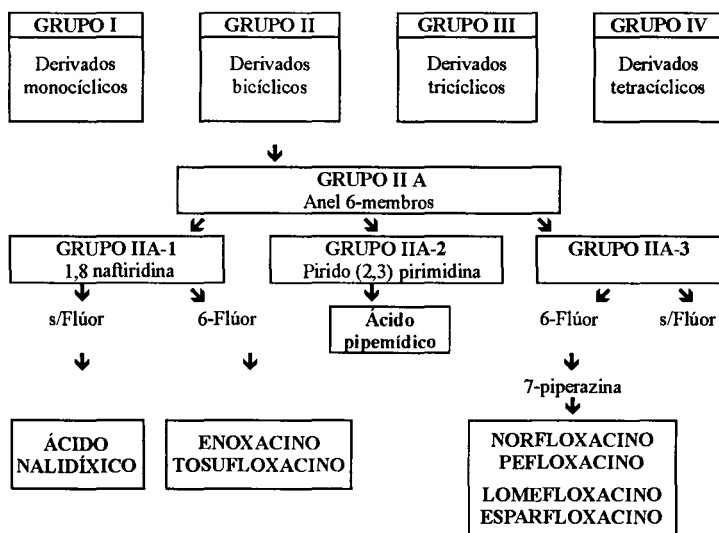 GRUPO I
Derivados
monocíclicos
GRUPO II
Derivados
bicíclicos
GRUPO III
Derivados
tricíclicos
GRUPO IV
Derivados
tetracíclicos
GRUPO II A
Anel 6-membros
GRUPO IIA-1
1,8 naftiridina
GRUPO IIA-2
Pirido (2,3) pirimidina
GRUPO IIA-3
s/Flúor
6-Flúor
Ácido
pipemídico
6-Flúor
s/Flúor
7-piperazina
ÁCIDO
NALIDÍXICO
ENOXACINO
TOSUFLOXACINO
NORFLOXACINO
PEFLOXACINO
LOMEFLOXACINO
ESPARFLOXACINO